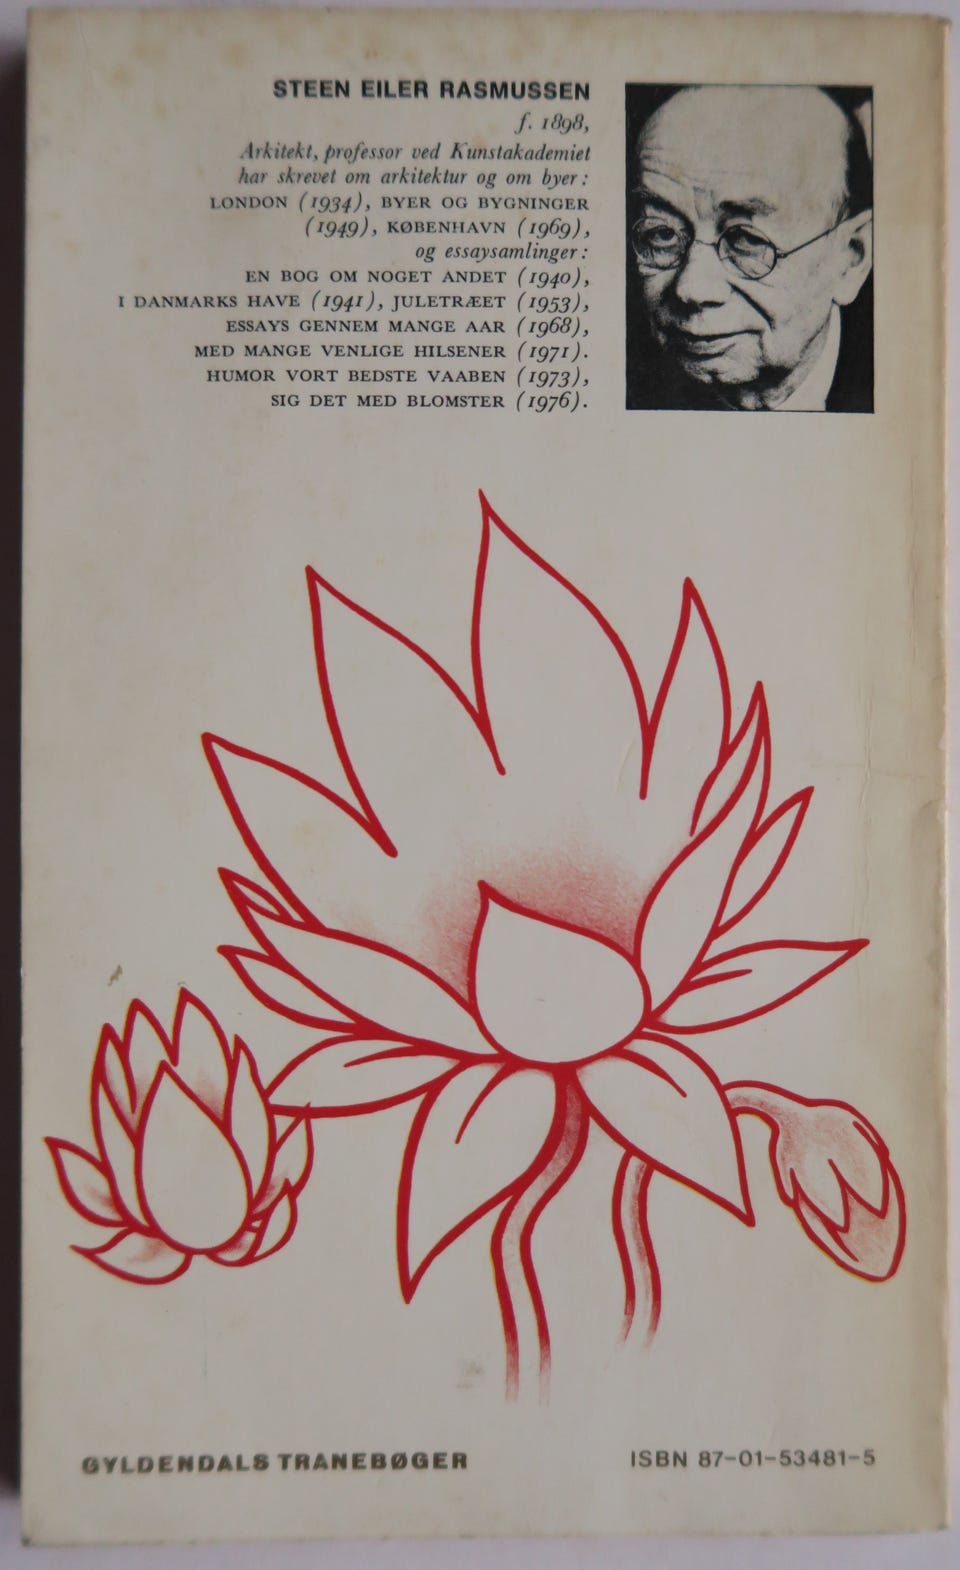 STEEN EILER RASMUSSEN
f. 1898,
Arkitekt, professor ved Kunstakademiet
har skrevet om arkitektur og om byer:
LONDON (1934), BYER OG BYGNINGER
(1949), KØBENHAVN (1969),
og essaysamlinger:
EN BOG OM NOGET ANDET (1940),
I DANMARKS HAVE (1941), JULETRÆET (1953),
ESSAYS GENNEM MANGE AAR (1968),
MED MANGE VENLIGE HILSENER (1971).
HUMOR VORT BEDSTE VAABEN (1973),
SIG DET MED BLOMSTER (1976).
GYLDENDALS TRANEBØGER
ISBN 87-01-53481-5